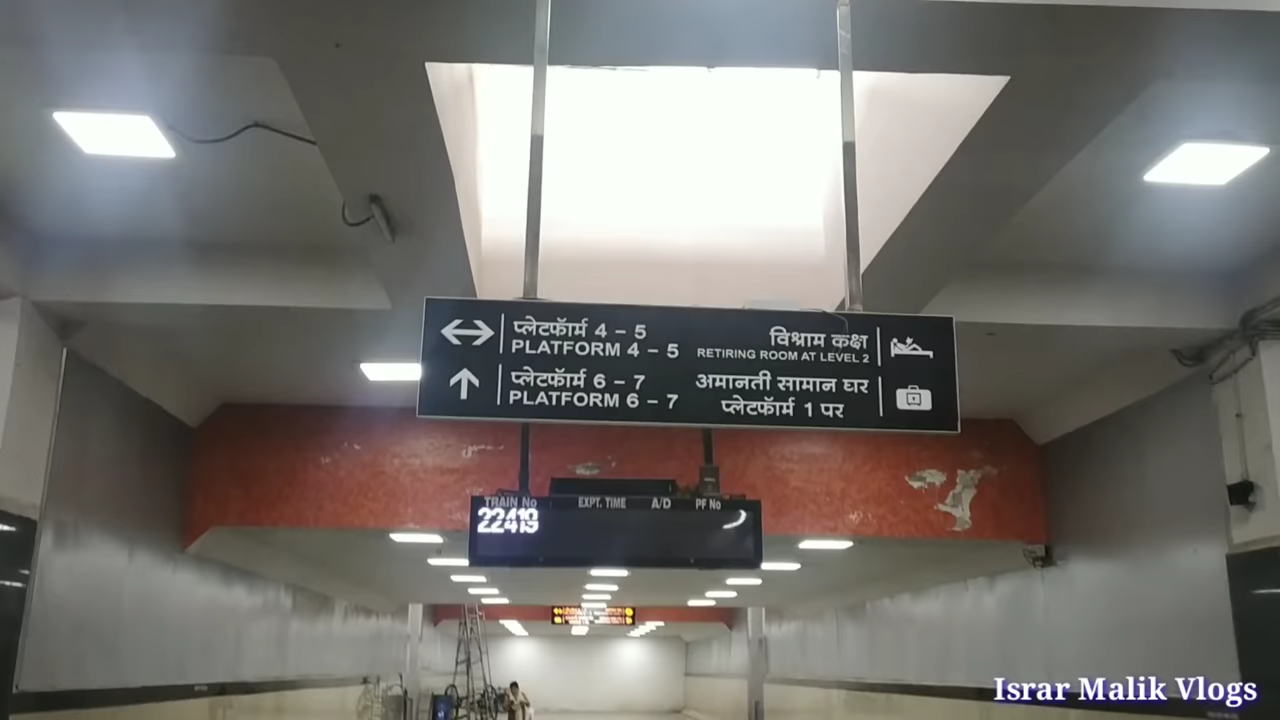 प्लेटफॉर्म 4 – 5
PLATFORM 4 – 5
प्लेटफॉर्म 6 – 7
PLATFORM 6 – 7
विश्राम कक्ष
RETIRING ROOM AT LEVEL 2
अमानती सामान घर
प्लेटफॉर्म 1 पर
TRAIN No EXPT. TIME A/D PF No
22419
Israr Malik Vlogs